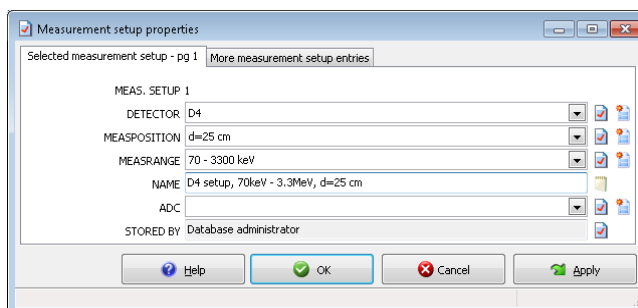 Measurement setup properties
Selected measurement setup - pg 1 More measurement setup entries
MEAS. SETUP 1
DETECTOR D4
MEASPOSITION d=25 cm
MEASRANGE 70 - 3300 keV
NAME D4 setup, 70keV - 3.3MeV, d=25 cm
ADC
STORED BY Database administrator
Help OK Cancel Apply